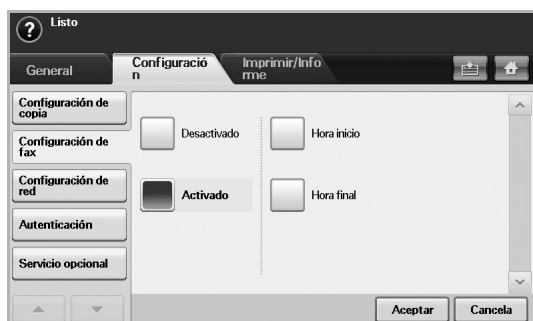 ?
Listo
General
Configuració
n
Imprimir/Info
rme
Configuración de
copia
Configuración de
fax
Configuración de
red
Autenticación
Servicio opcional
Desactivado
Activado
Hora inicio
Hora final
Aceptar
Cancela